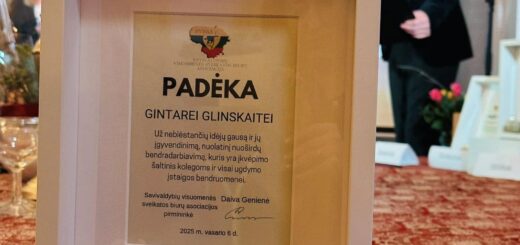 PADĖKA
GINTAREI GLINSKAITEI
Už neblėstančių idėjų gausą ir jų
įgyvendinimą, nuolatinį nuoširdų
bendradarbiavimą, kuris yra įkvėpimo
šaltinis kolegoms ir visai ugdymo
įstaigos bendruomenei.
Savivaldybių visuomenės Daiva Genienė
sveikatos biurų asociacijos
pirmininkė
2025 m. vasario 6 d.